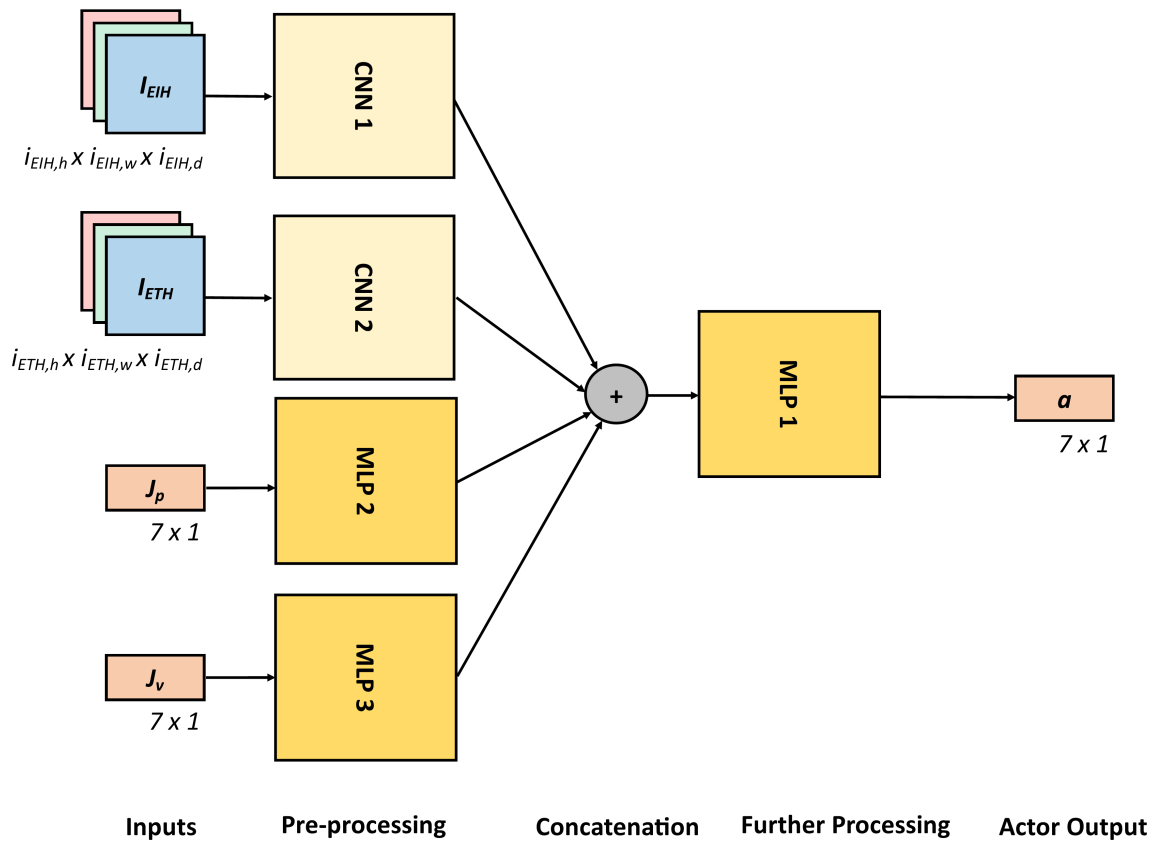 I_EIH
CNN 1
i_EIH,h x i_EIH,w x i_EIH,d
I_ETH
CNN 2
i_ETH,h x i_ETH,w x i_ETH,d
+
MLP 1
a
7 x 1
J_p
MLP 2
7 x 1
J_v
MLP 3
7 x 1
Inputs
Pre-processing
Concatenation
Further Processing
Actor Output